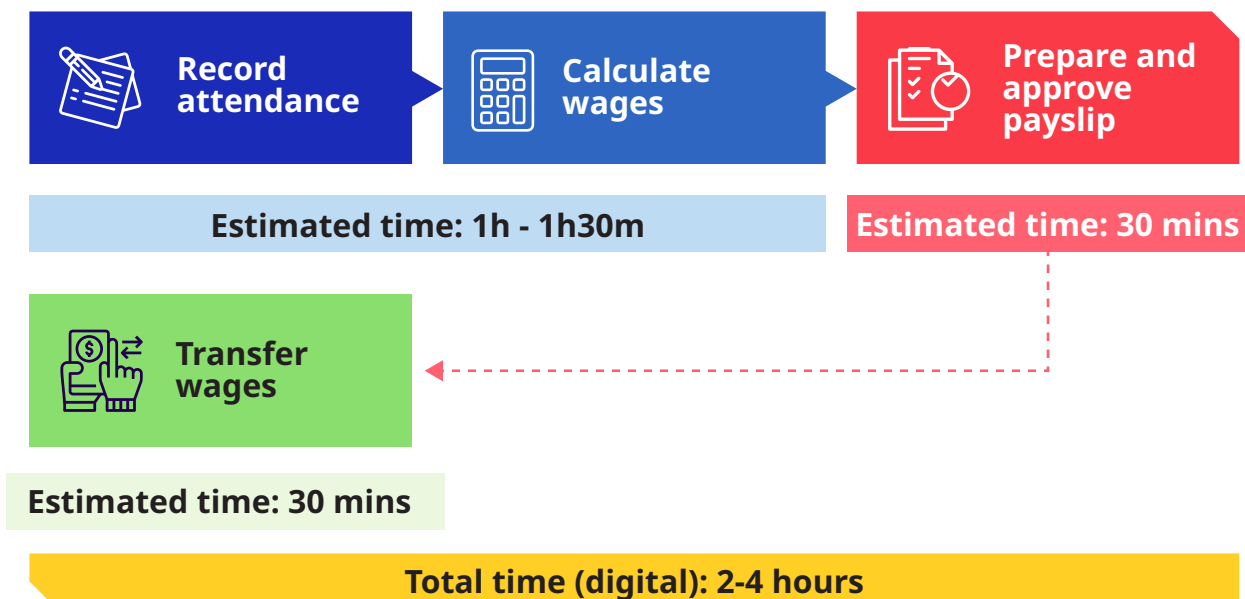 Record
attendance
Calculate
wages
Prepare and
approve
payslip
Estimated time: 1h - 1h30m
Estimated time: 30 mins
Transfer
wages
Estimated time: 30 mins
Total time (digital): 2-4 hours